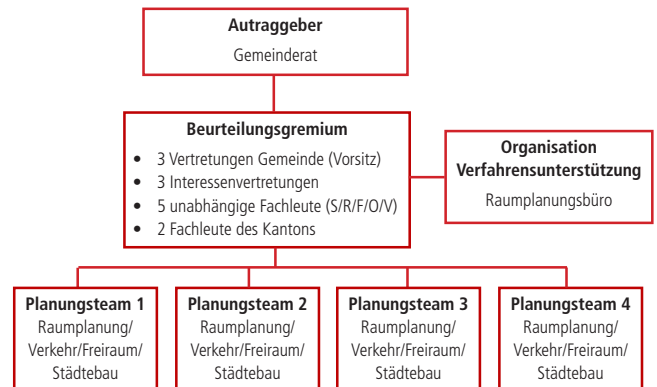 Autraggeber
Gemeinderat
Beurteilungsgremium
• 3 Vertretungen Gemeinde (Vorsitz)
• 3 Interessenvertretungen
• 5 unabhängige Fachleute (S/R/F/O/V)
• 2 Fachleute des Kantons
Organisation
Verfahrensunterstützung
Raumplanungsbüro
Planungsteam 1
Raumplanung/
Verkehr/Freiraum/
Städtebau
Planungsteam 2
Raumplanung/
Verkehr/Freiraum/
Städtebau
Planungsteam 3
Raumplanung/
Verkehr/Freiraum/
Städtebau
Planungsteam 4
Raumplanung/
Verkehr/Freiraum/
Städtebau